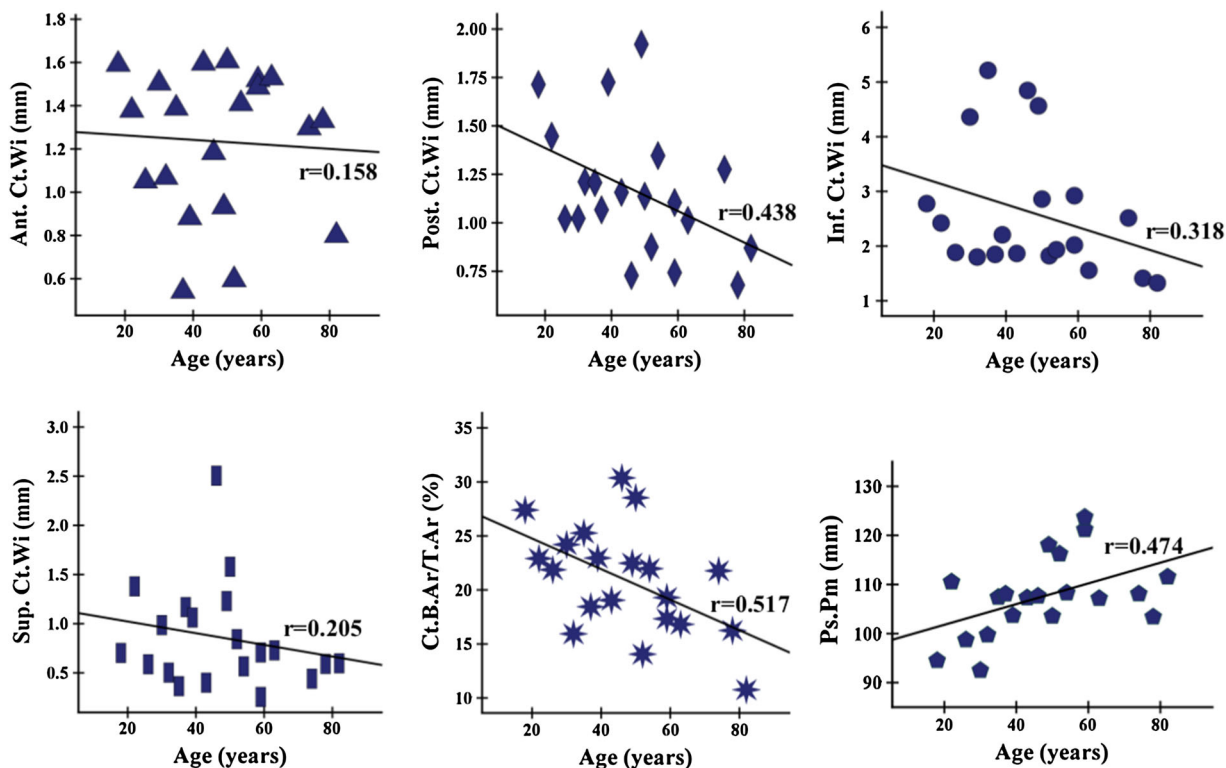 Ant. Ct.Wi (mm)
1.8
1.6
1.4
1.2
1.0
0.8
0.6
r=0.158
20 40 60 80
Age (years)
Post. Ct.Wi (mm)
2.00
1.75
1.50
1.25
1.00
0.75
r=0.438
20 40 60 80
Age (years)
Inf. Ct.Wi (mm)
6
5
4
3
2
1
r=0.318
20 40 60 80
Age (years)
Sup. Ct.Wi (mm)
3.0
2.5
2.0
1.5
1.0
0.5
r=0.205
20 40 60 80
Age (years)
Ct.B.Ar/T.Ar (%)
35
30
25
20
15
10
r=0.517
20 40 60 80
Age (years)
Ps.Pm (mm)
130
120
110
100
90
r=0.474
20 40 60 80
Age (years)